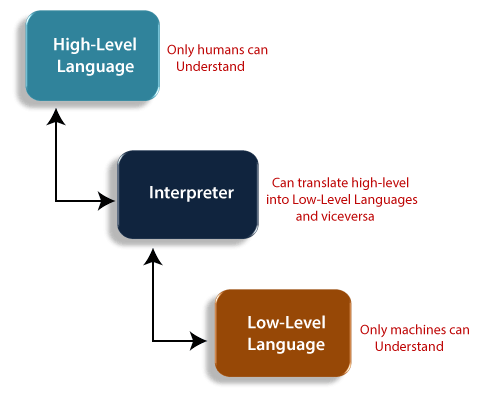 High-Level
Language
Only humans can
Understand
Interpreter
Can translate high-level
into Low-Level Languages
and viceversa
Low-Level
Language
Only machines can
Understand